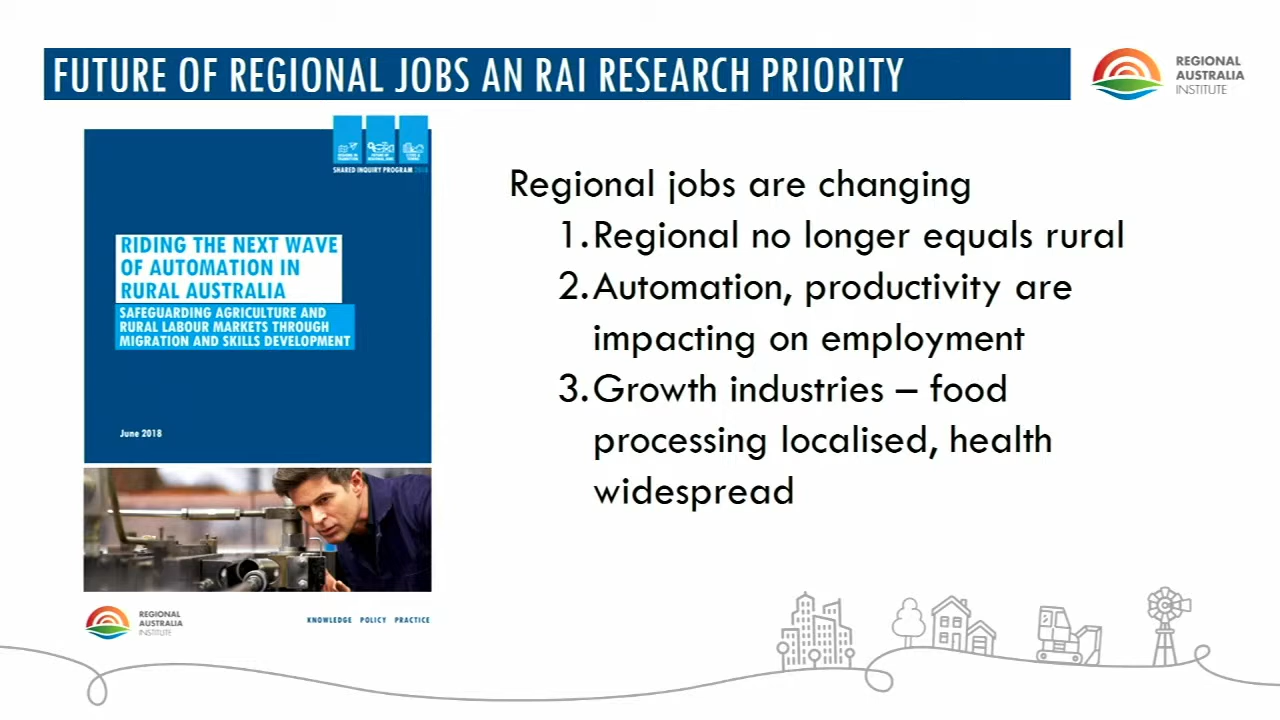 FUTURE OF REGIONAL JOBS AN RAI RESEARCH PRIORITY
REGIONAL
AUSTRALIA
INSTITUTE
SHARED INQUIRY PROGRAM 2018
RIDING THE NEXT WAVE
OF AUTOMATION IN
RURAL AUSTRALIA
SAFEGUARDING AGRICULTURE AND
RURAL LABOUR MARKETS THROUGH
MIGRATION AND SKILLS DEVELOPMENT
June 2018
REGIONAL
AUSTRALIA
INSTITUTE
KNOWLEDGE POLICY PRACTICE
Regional jobs are changing
1. Regional no longer equals rural
2. Automation, productivity are
impacting on employment
3. Growth industries – food
processing localised, health
widespread